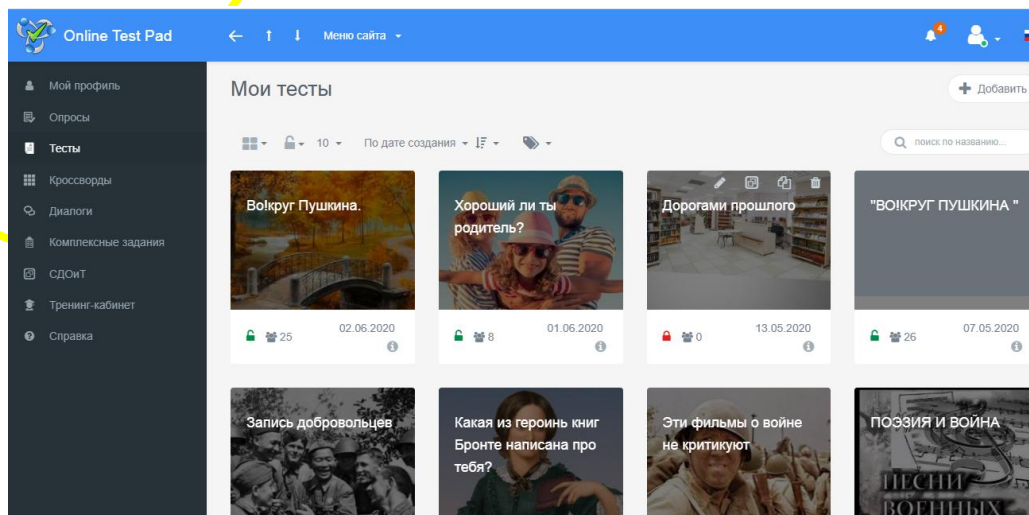 Online Test Pad
Меню сайта
4
Мой профиль
Опросы
Тесты
Кроссворды
Диалоги
Комплексные задания
СДОиТ
Тренинг-кабинет
Справка
Мои тесты
Добавить
10
По дате создания
поиск по названию...
Во!круг Пушкина.
25
02.06.2020
Хороший ли ты
родитель?
8
01.06.2020
Дорогами прошлого
0
13.05.2020
"ВО!КРУГ ПУШКИНА "
26
07.05.2020
Запись добровольцев
Какая из героинь книг
Бронте написана про
тебя?
Эти фильмы о войне
не критикуют
ПОЭЗИЯ И ВОЙНА
ПЕСНИ
ВОЕННЫХ